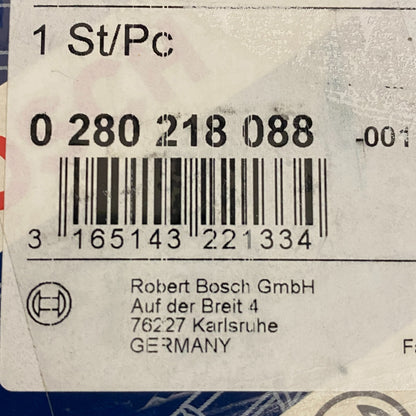 1 St/Pc
0 280 218 088 -001
3 165143 221334
Robert Bosch GmbH
Auf der Breit 4
76227 Karlsruhe
GERMANY